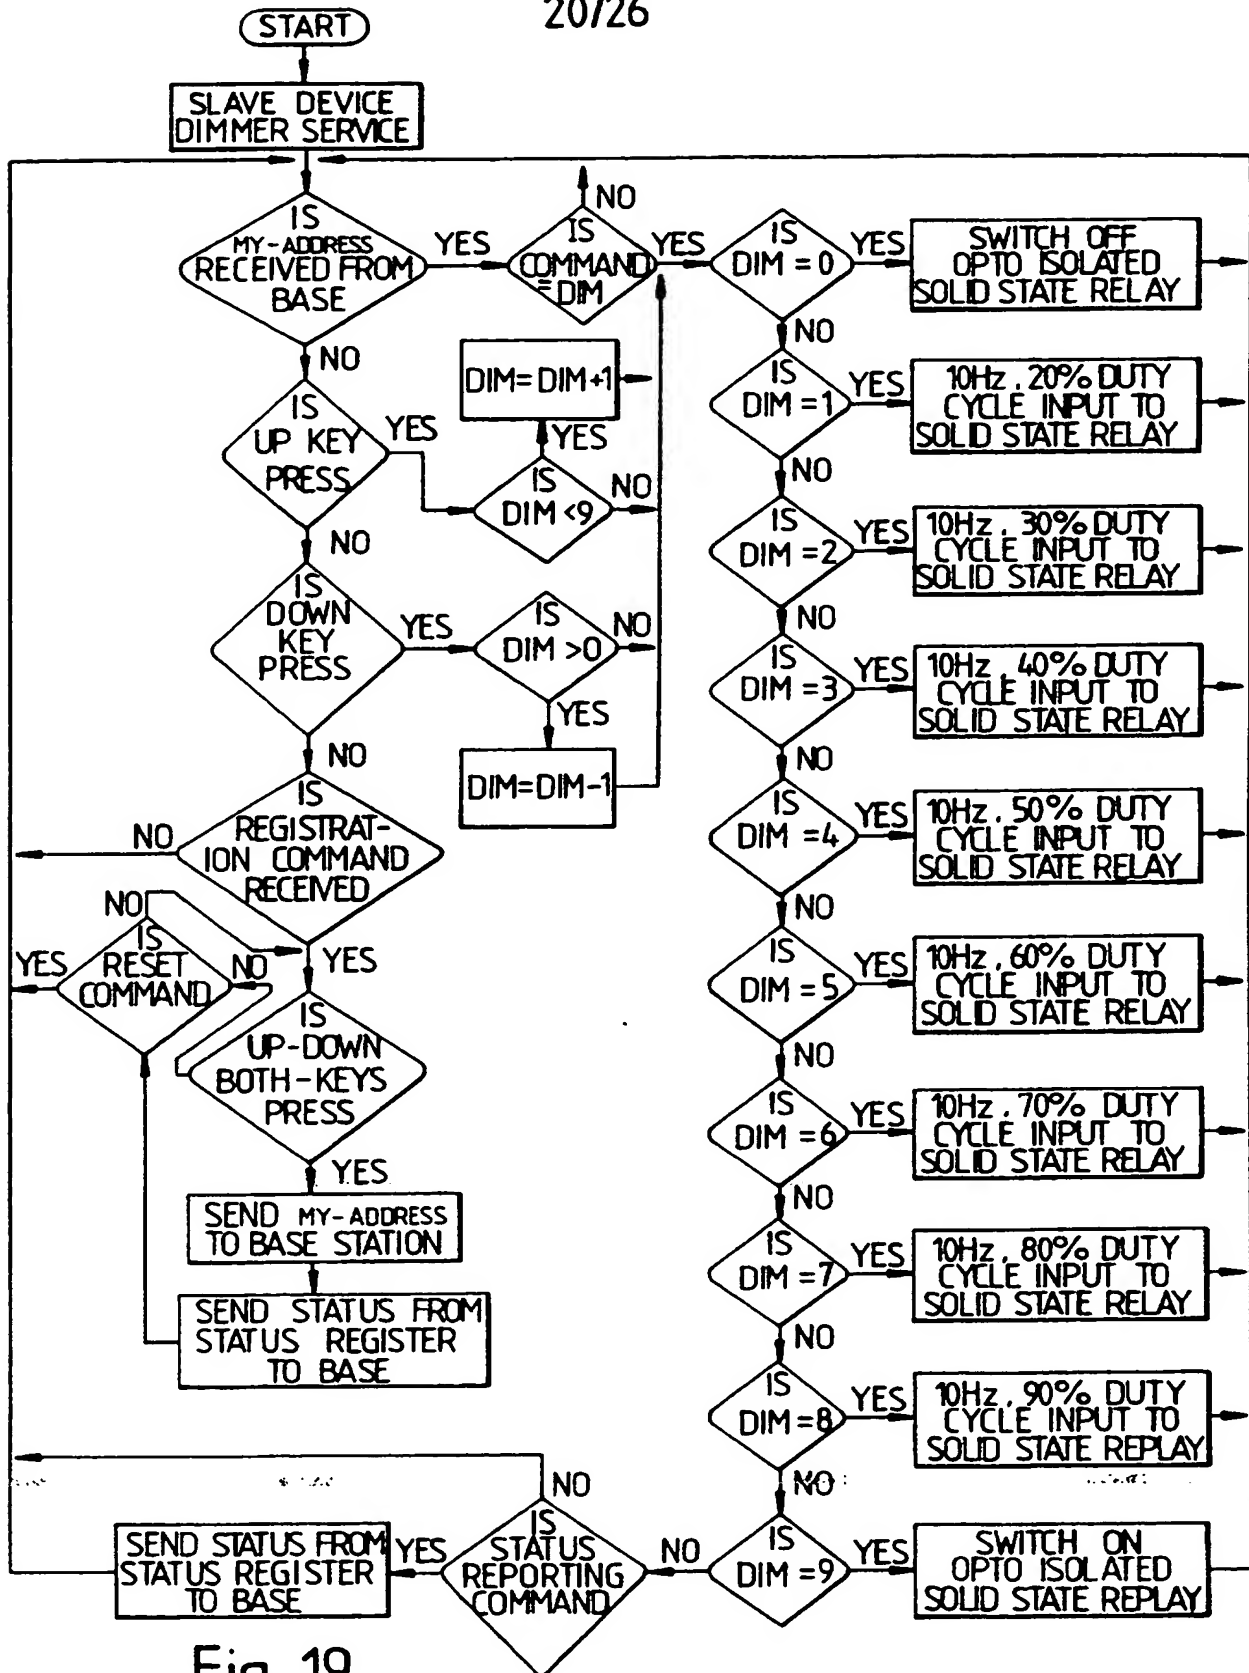 20/26
START
SLAVE DEVICE
DIMMER SERVICE
IS
MY-ADDRESS
RECEIVED FROM
BASE
YES
NO
IS
COMMAND
=DIM
NO
YES
IS
UP KEY
PRESS
YES
NO
DIM=DIM+1
YES
IS
DIM <9
NO
IS
DOWN
KEY
PRESS
YES
NO
IS
DIM >0
NO
YES
DIM=DIM-1
IS
REGISTRAT-
ION COMMAND
RECEIVED
NO
YES
NO
IS
RESET
COMMAND
YES
NO
IS
UP-DOWN
BOTH-KEYS
PRESS
YES
SEND MY-ADDRESS
TO BASE STATION
SEND STATUS FROM
STATUS REGISTER
TO BASE
IS
DIM = 0
YES
SWITCH OFF
OPTO ISOLATED
SOLID STATE RELAY
NO
IS
DIM =1
YES
10Hz. 20% DUTY
CYCLE INPUT TO
SOLID STATE RELAY
NO
IS
DIM =2
YES
10Hz. 30% DUTY
CYCLE INPUT TO
SOLID STATE RELAY
NO
IS
DIM =3
YES
10Hz. 40% DUTY
CYCLE INPUT TO
SOLID STATE RELAY
NO
IS
DIM =4
YES
10Hz. 50% DUTY
CYCLE INPUT TO
SOLID STATE RELAY
NO
IS
DIM =5
YES
10Hz. 60% DUTY
CYCLE INPUT TO
SOLID STATE RELAY
NO
IS
DIM =6
YES
10Hz. 70% DUTY
CYCLE INPUT TO
SOLID STATE RELAY
NO
IS
DIM =7
YES
10Hz. 80% DUTY
CYCLE INPUT TO
SOLID STATE RELAY
NO
IS
DIM =8
YES
10Hz. 90% DUTY
CYCLE INPUT TO
SOLID STATE REPLAY
NO
IS
DIM =9
YES
SWITCH ON
OPTO ISOLATED
SOLID STATE REPLAY
NO
IS
STATUS
REPORTING
COMMAND
NO
YES
SEND STATUS FROM
STATUS REGISTER
TO BASE
Fig. 19